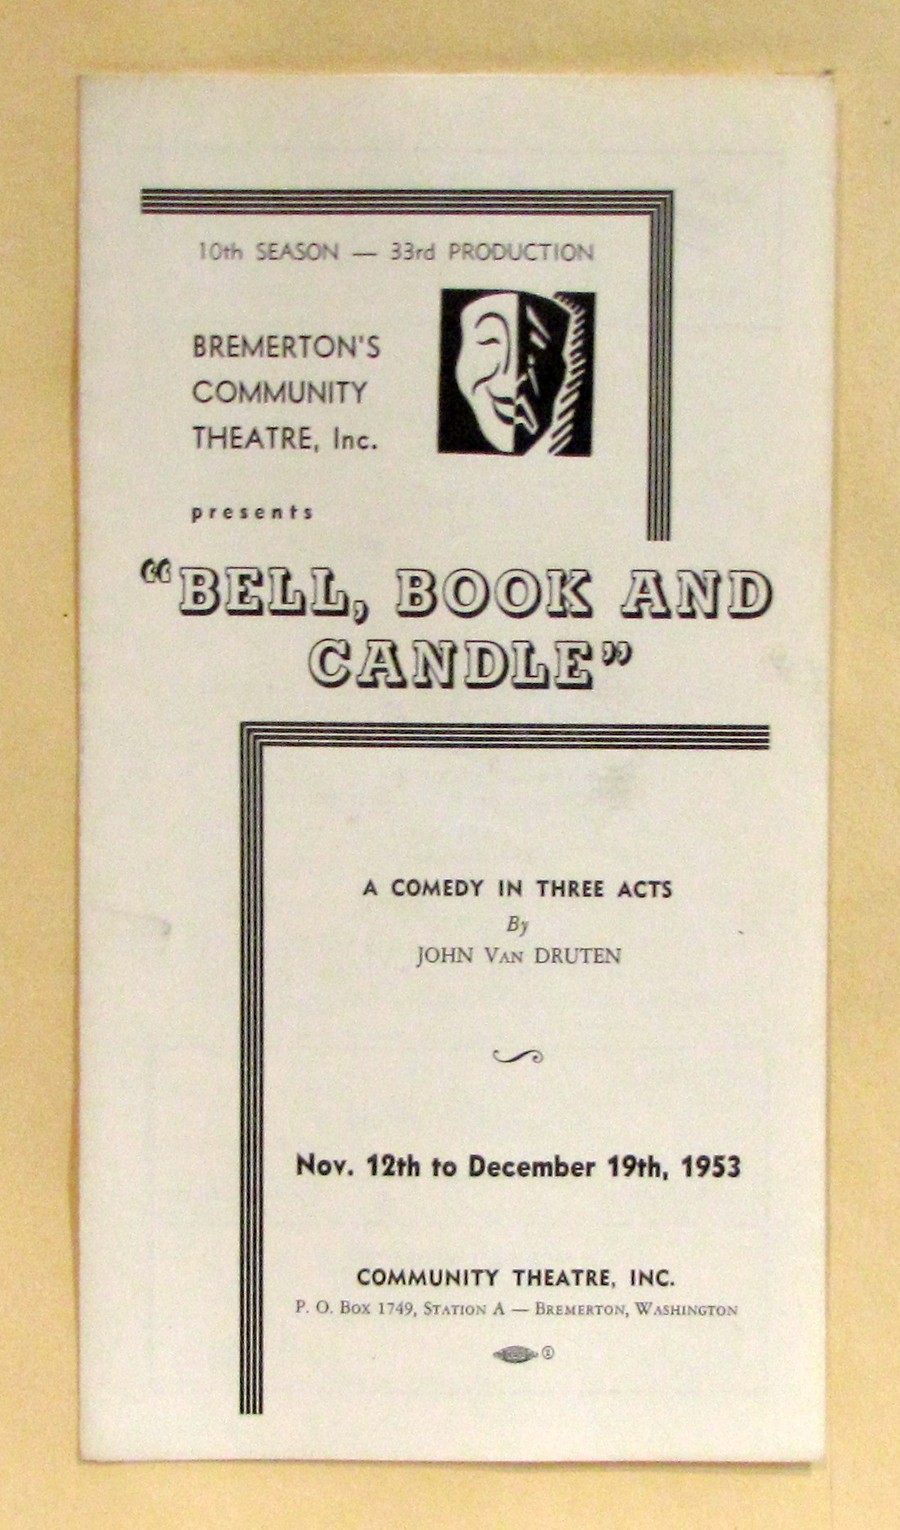 10th SEASON — 33rd PRODUCTION
BREMERTON'S
COMMUNITY
THEATRE, Inc.
presents
“BELL, BOOK AND
CANDLE”
A COMEDY IN THREE ACTS
By
JOHN VAN DRUTEN
Nov. 12th to December 19th, 1953
COMMUNITY THEATRE, INC.
P. O. BOX 1749, STATION A — BREMERTON, WASHINGTON